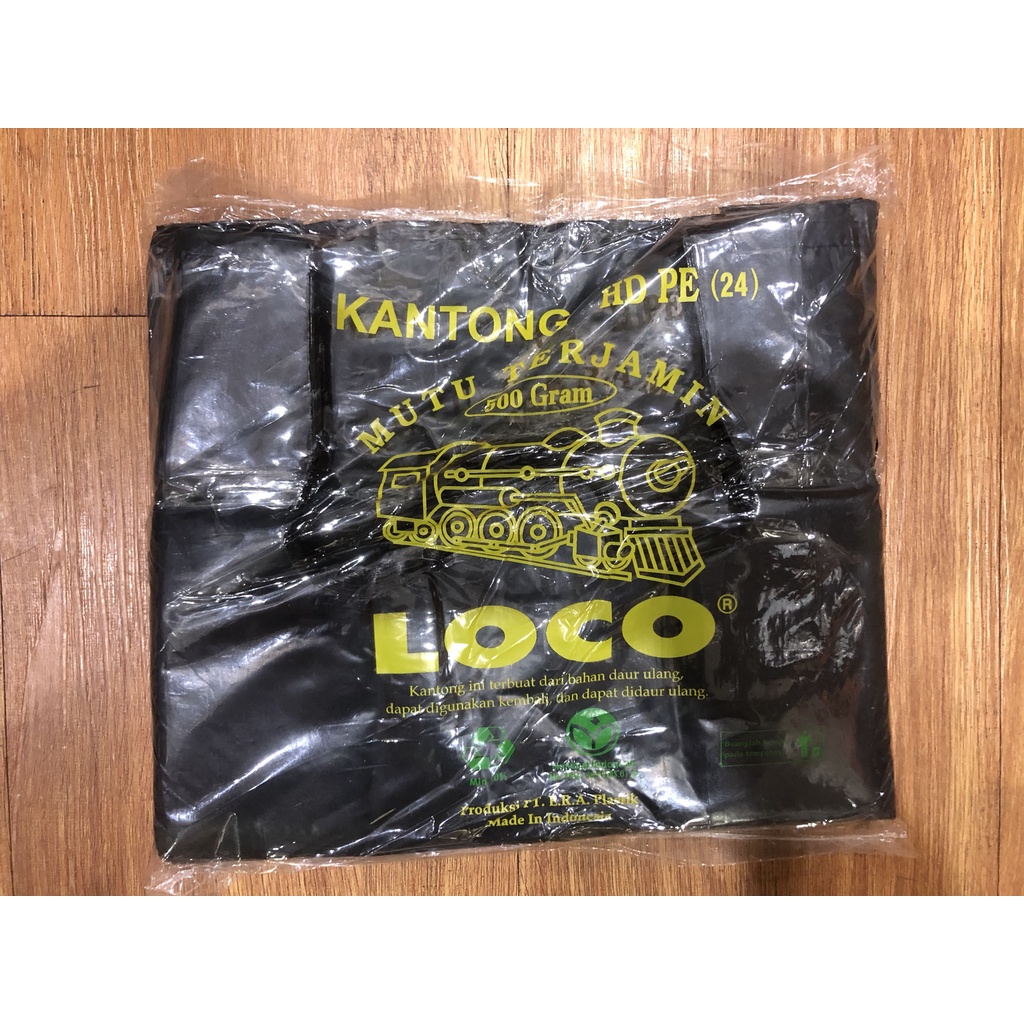 KANTONG HD PE (24)
MUTU TERJAMIN
500 Gram
LOCO®
Kantong ini terbuat dari bahan daur ulang,
dapat digunakan kembali, dan dapat didaur ulang.
Produksi PT. E.R.A. Plastik
Made In Indonesia